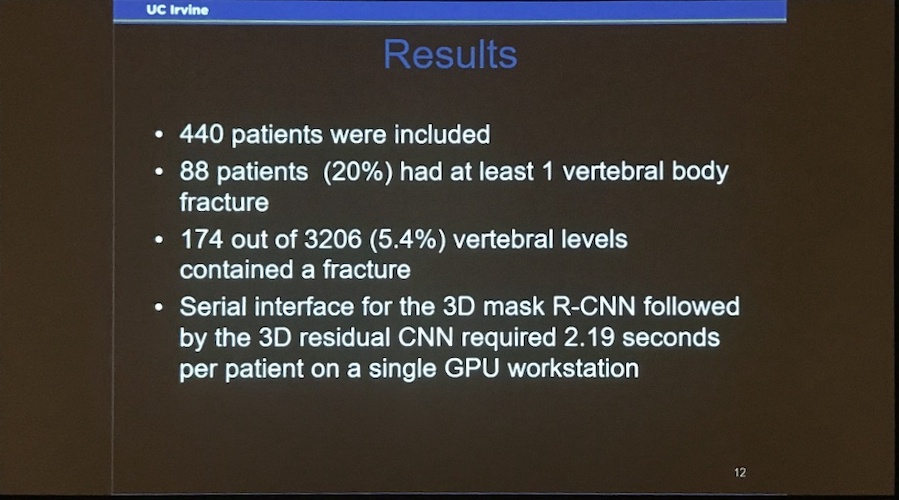 UC Irvine
Results
• 440 patients were included
• 88 patients (20%) had at least 1 vertebral body
fracture
• 174 out of 3206 (5.4%) vertebral levels
contained a fracture
• Serial interface for the 3D mask R-CNN followed
by the 3D residual CNN required 2.19 seconds
per patient on a single GPU workstation
12